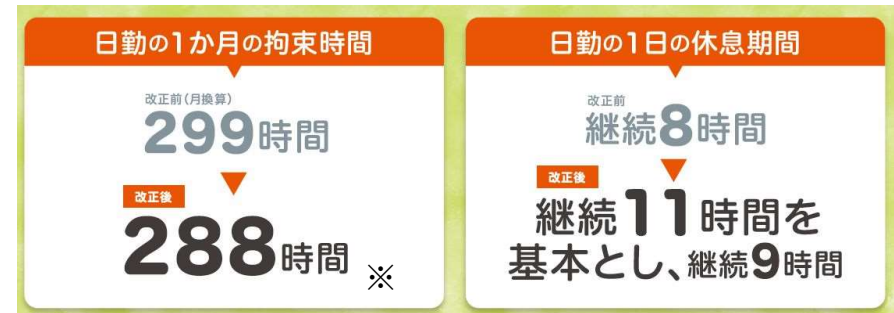 日勤の1か月の拘束時間
改正前(月換算)
299時間
改正後
288時間 ※
日勤の1日の休息期間
改正前
継続8時間
改正後
継続11時間を
基本とし、継続9時間